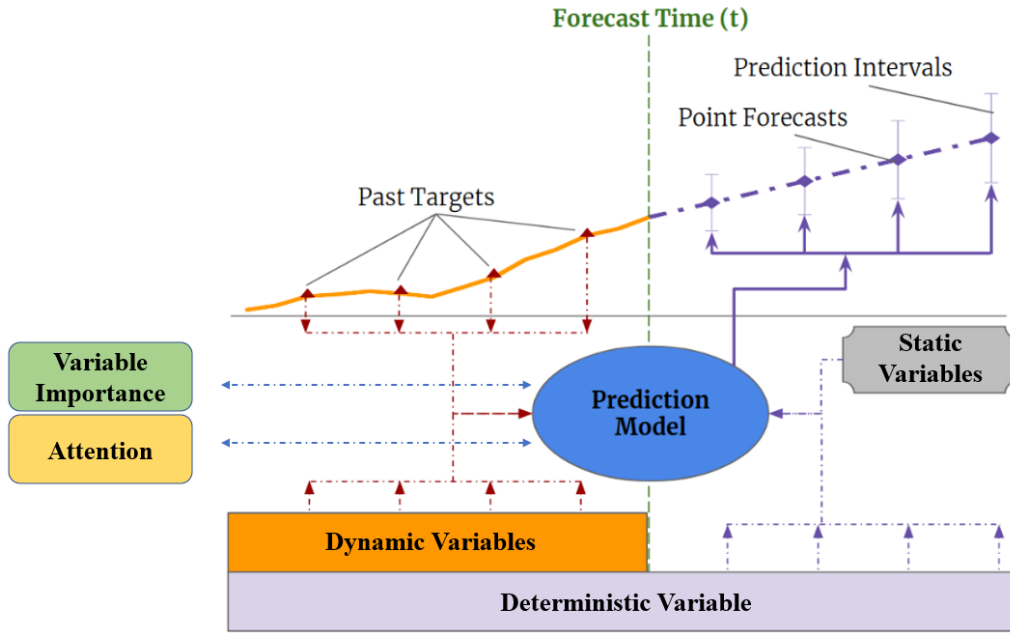 Forecast Time (t)
Prediction Intervals
Point Forecasts
Past Targets
Variable
Importance
Attention
Prediction
Model
Static
Variables
Dynamic Variables
Deterministic Variable